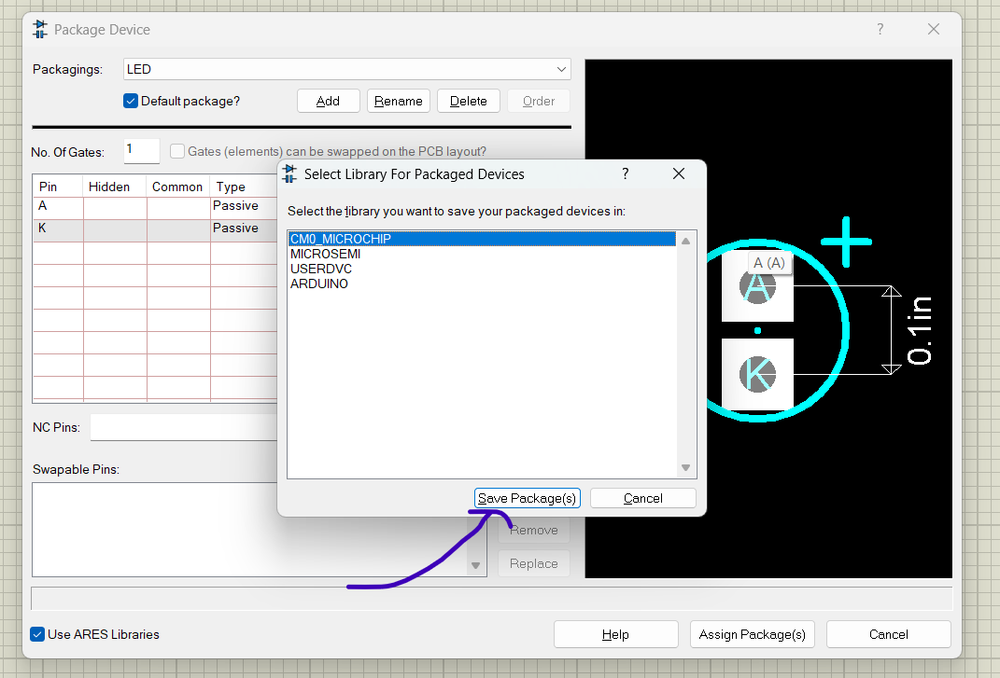 Package Device
?
Packagings:
LED
Default package?
Add
Rename
Delete
Order
No. Of Gates:
1
Gates (elements) can be swapped on the PCB layout?
Pin
Hidden
Common
Type
A
Passive
K
Passive
NC Pins:
Swapable Pins:
Select Library For Packaged Devices
?
Select the library you want to save your packaged devices in:
CM0_MICROCHIP
MICROSEMI
USERDVC
ARDUINO
Save Package(s)
Cancel
Remove
Replace
A (A)
A
K
0.1in
Use ARES Libraries
Help
Assign Package(s)
Cancel